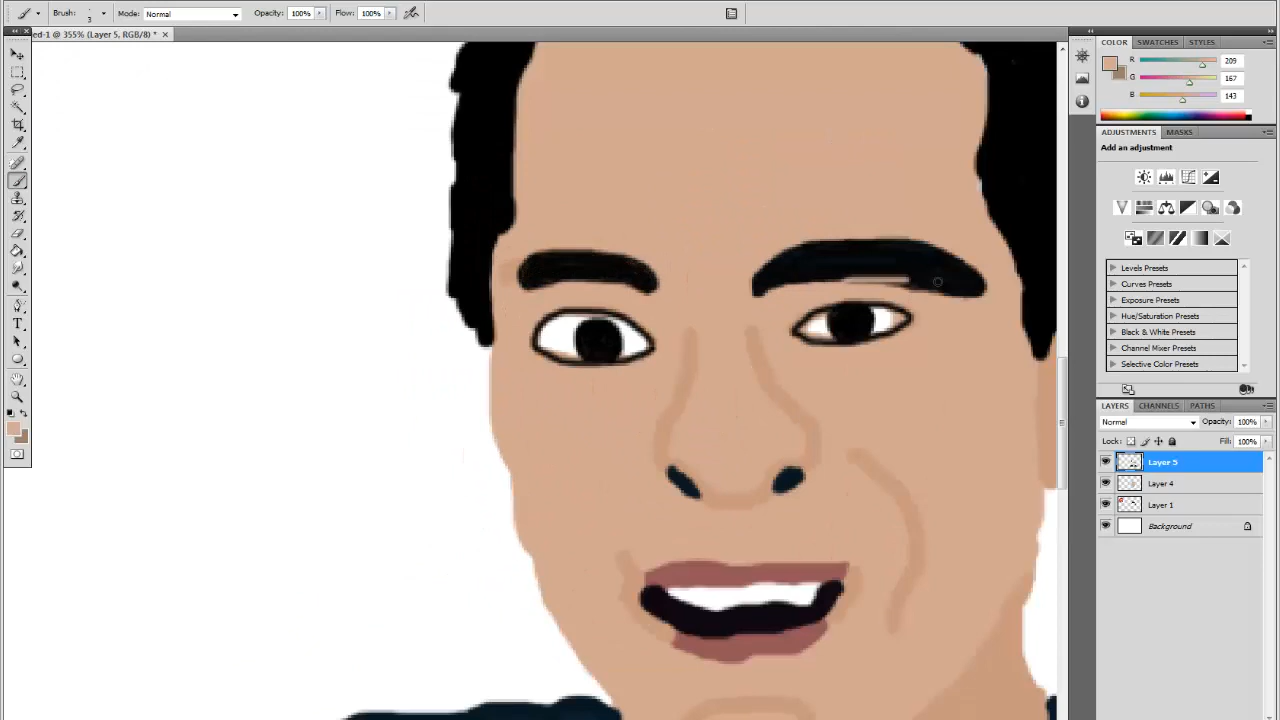 Brush: 3 Mode: Normal Opacity: 100% Flow: 100%
ed-1 @ 355% (Layer 5, RGB/8) *
COLOR SWATCHES STYLES
R 209
G 167
B 143
ADJUSTMENTS MASKS
Add an adjustment
Levels Presets
Curves Presets
Exposure Presets
Hue/Saturation Presets
Black & White Presets
Channel Mixer Presets
Selective Color Presets
LAYERS CHANNELS PATHS
Normal Opacity: 100%
Lock: Fill: 100%
Layer 5
Layer 4
Layer 1
Background